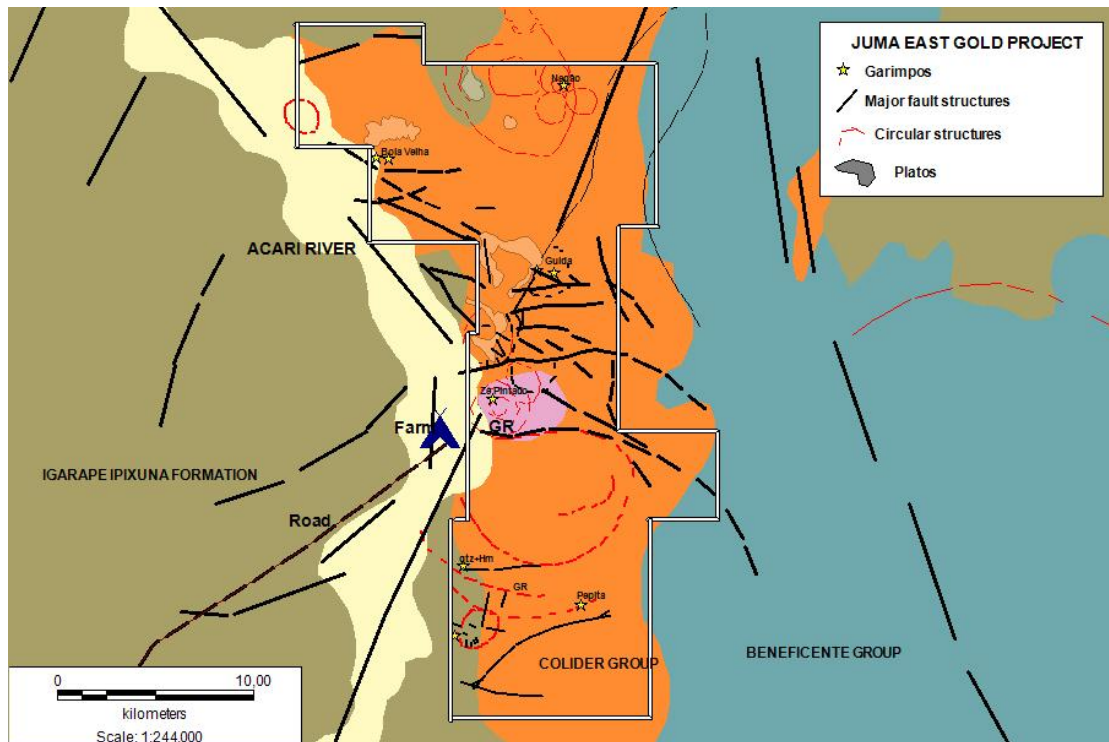 JUMA EAST GOLD PROJECT
Garimpos
Major fault structures
Circular structures
Platos
Negao
Bola Velha
ACARI RIVER
Guida
Ze Pintado
Farm
GR
IGARAPE IPIXUNA FORMATION
Road
qtz+Hm
GR
Pepita
COLIDER GROUP
BENEFICENTE GROUP
0 10,00
kilometers
Scale: 1:244.000